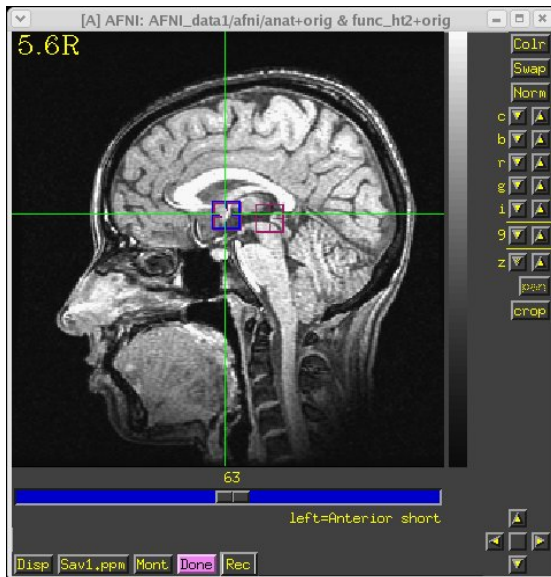 [A] AFNI: AFNI_data1/afni/anat+orig & func_ht2+orig
5.6R
Colr
Swap
Norm
c
b
r
g
i
9
z
pan
crop
63
left=Anterior short
Disp Sav1.ppm Mont Done Rec